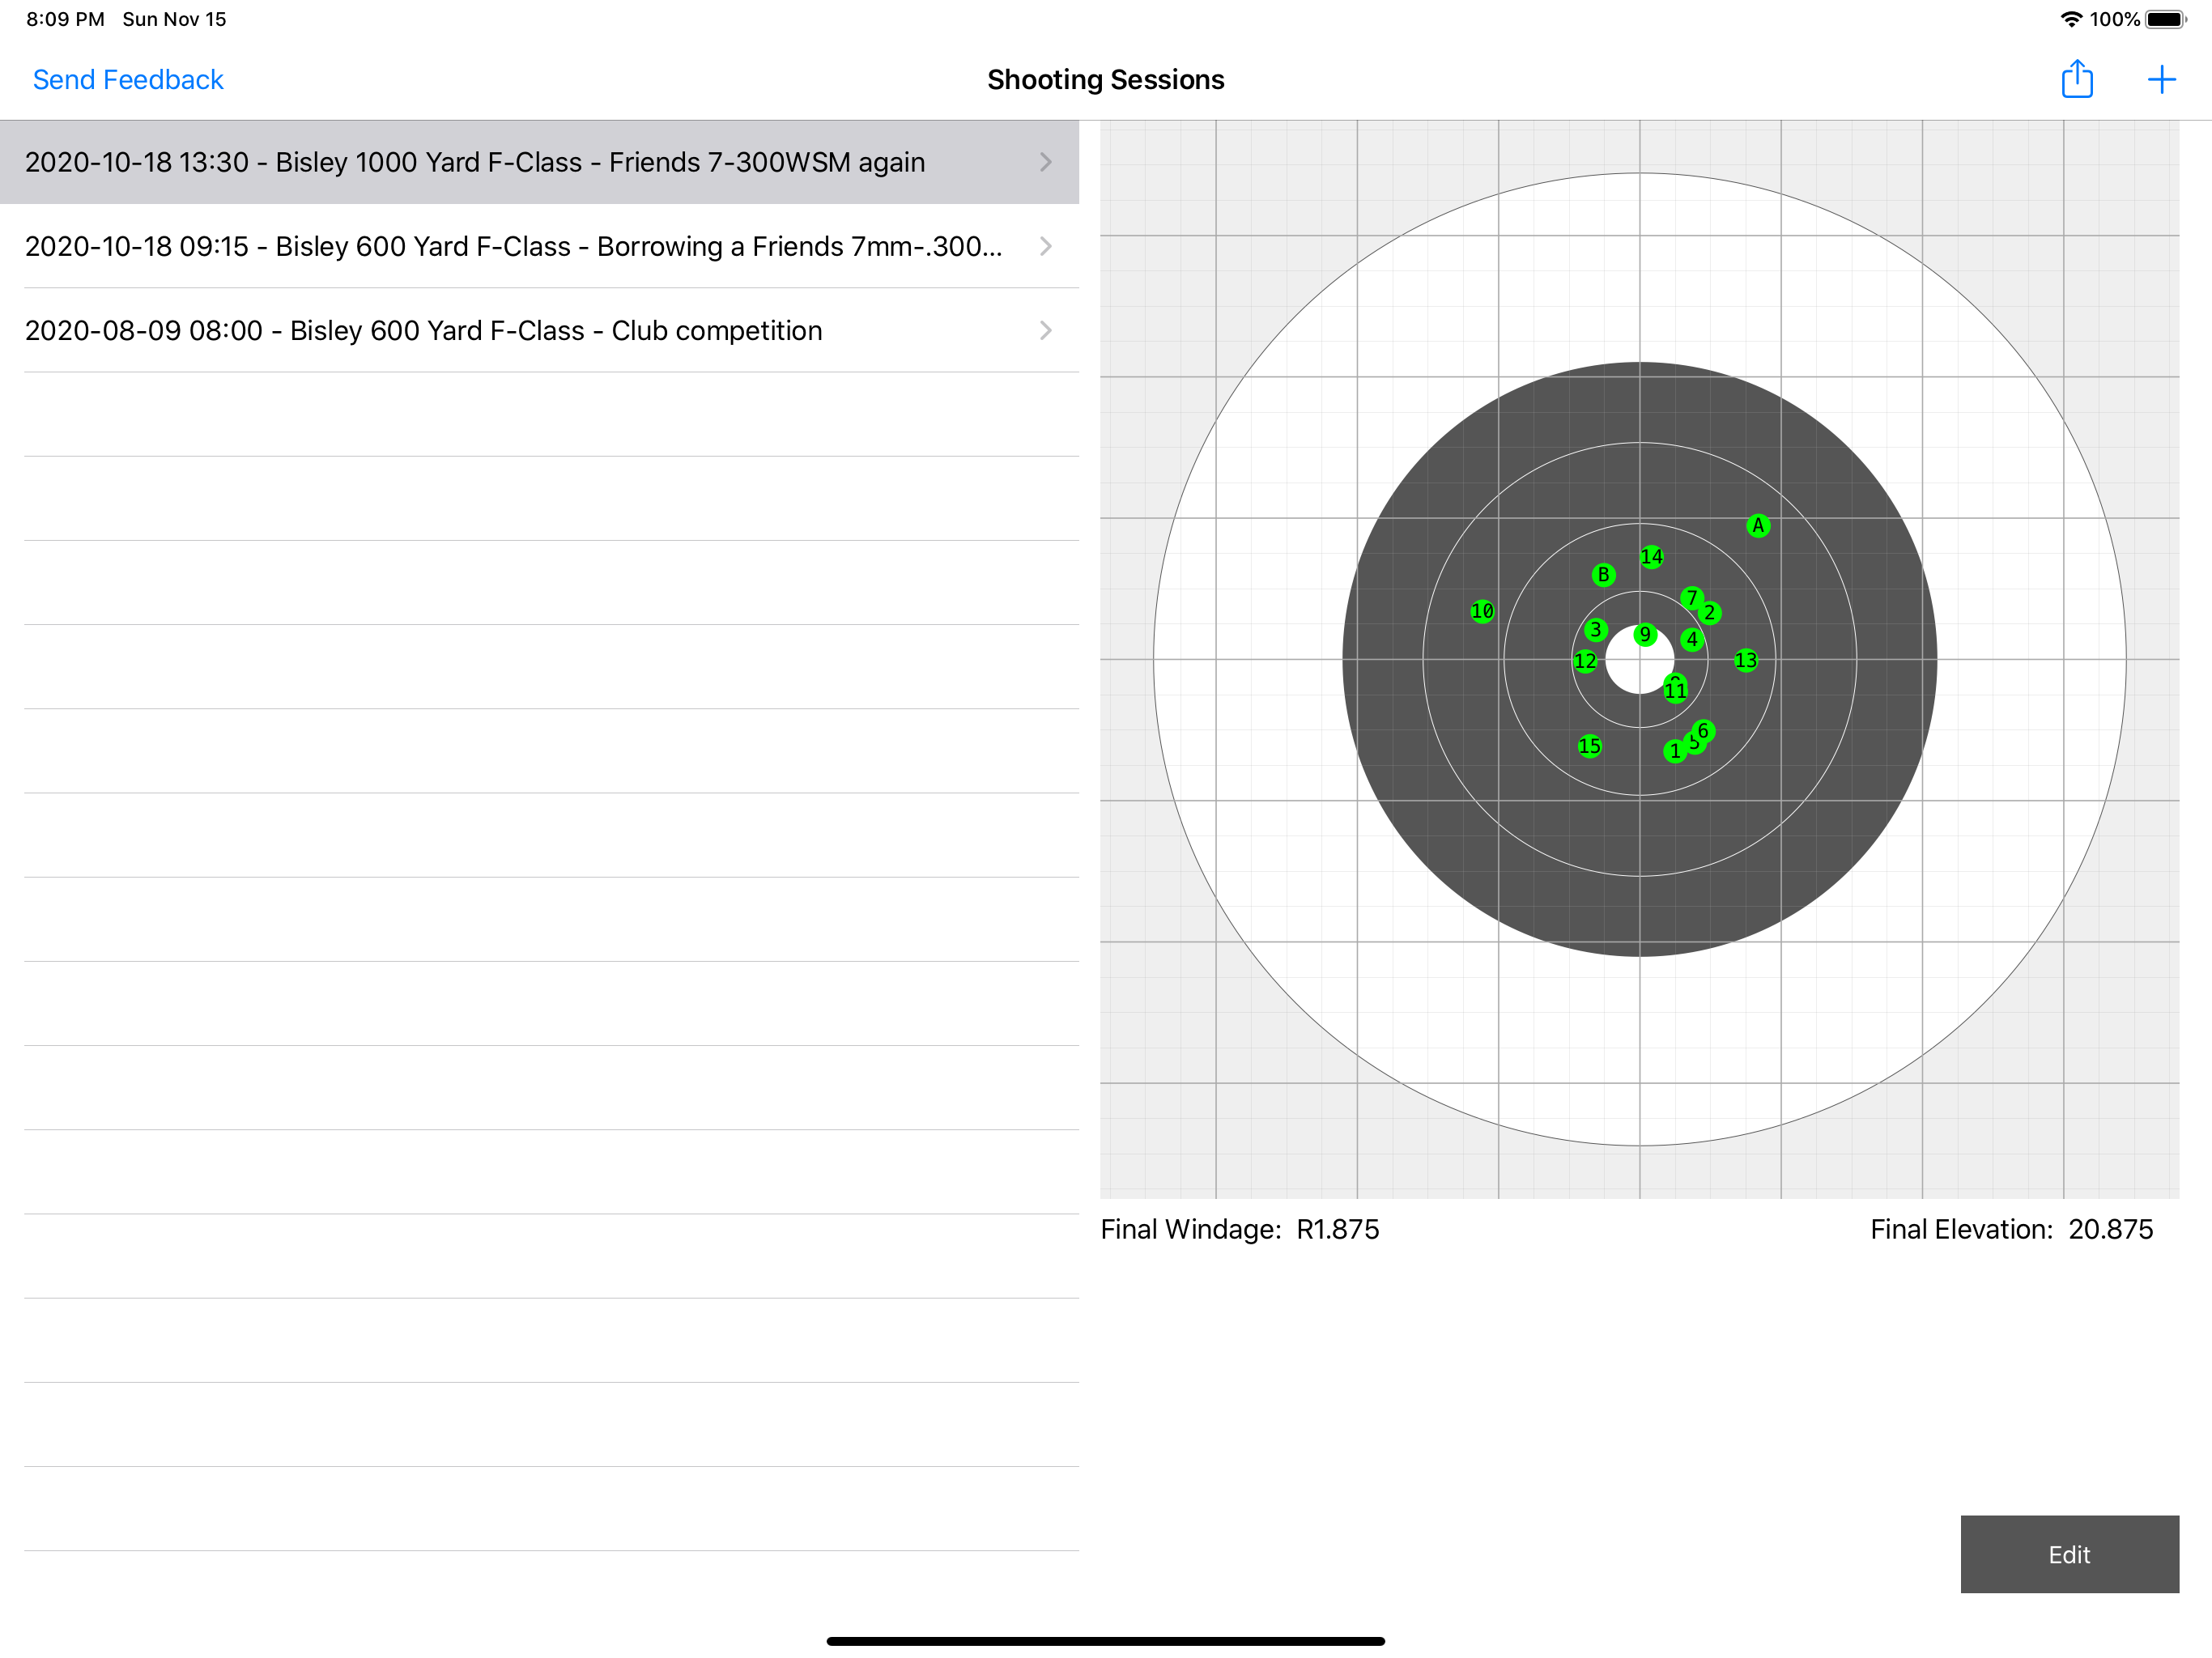 8:09 PM Sun Nov 15 100%
Send Feedback Shooting Sessions
2020-10-18 13:30 - Bisley 1000 Yard F-Class - Friends 7-300WSM again
2020-10-18 09:15 - Bisley 600 Yard F-Class - Borrowing a Friends 7mm-.300...
2020-08-09 08:00 - Bisley 600 Yard F-Class - Club competition
A
14
B
7
10
2
3
9
4
12
13
11
6
5
15
1
Final Windage: R1.875 Final Elevation: 20.875
Edit